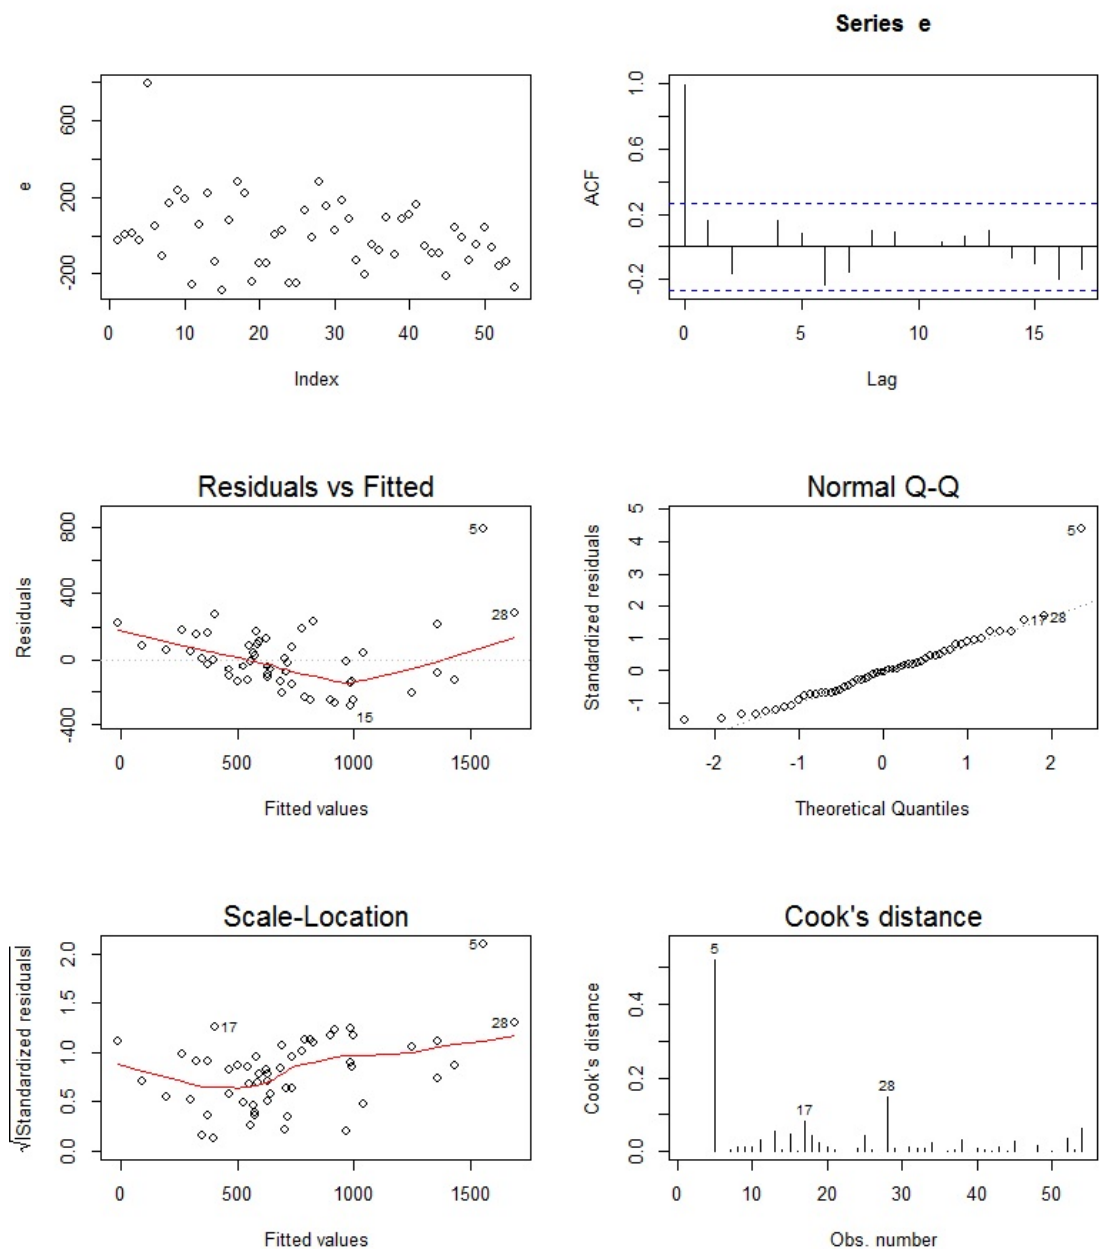 Series e
e
-200 200 600
0 10 20 30 40 50
Index
ACF
-0.2 0.2 0.6 1.0
0 5 10 15
Lag
Residuals vs Fitted
Residuals
-400 0 400 800
5
28
15
0 500 1000 1500
Fitted values
Normal Q-Q
Standardized residuals
-1 0 1 2 3 4 5
5
17 28
-2 -1 0 1 2
Theoretical Quantiles
Scale-Location
√|Standardized residuals|
0.0 0.5 1.0 1.5 2.0
5
17
28
0 500 1000 1500
Fitted values
Cook's distance
Cook's distance
0.0 0.2 0.4
5
17
28
0 10 20 30 40 50
Obs. number